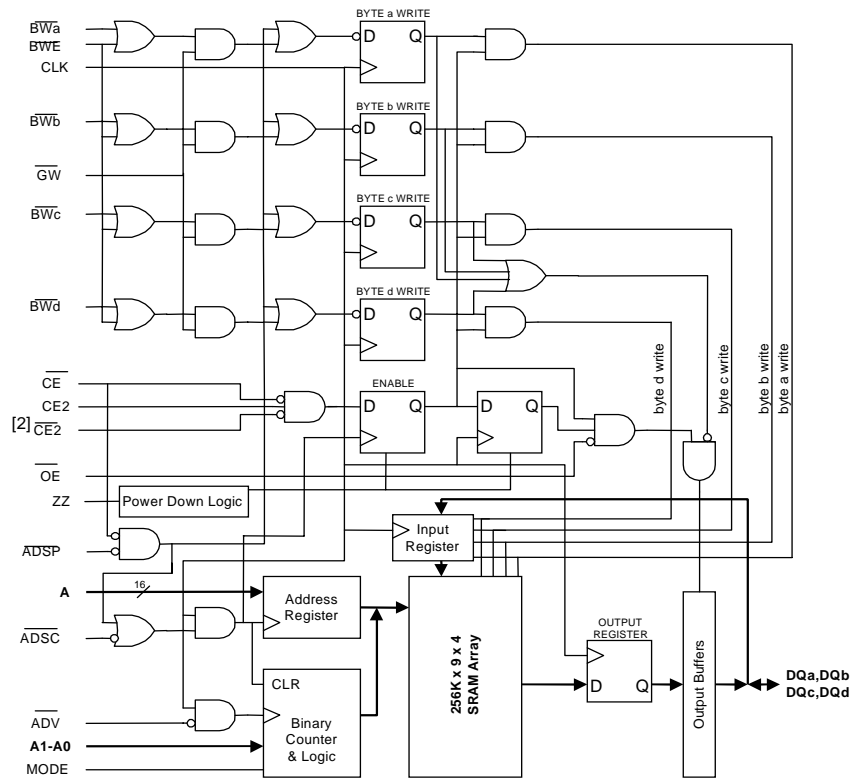 BYTE a WRITE
BWa
BWE
D Q
CLK
BYTE b WRITE
BWb
D Q
GW
BYTE c WRITE
BWc
D Q
BYTE d WRITE
BWd
D Q
byte d write
byte c write
byte b write
byte a write
CE
ENABLE
CE2
D Q
D Q
[2] CE2
OE
ZZ
Power Down Logic
Input
Register
ADSP
A
16
Address
Register
ADSC
256K x 9 x 4
SRAM Array
OUTPUT
REGISTER
D Q
Output Buffers
DQa,DQb
DQc,DQd
CLR
ADV
Binary
Counter
& Logic
A1-A0
MODE